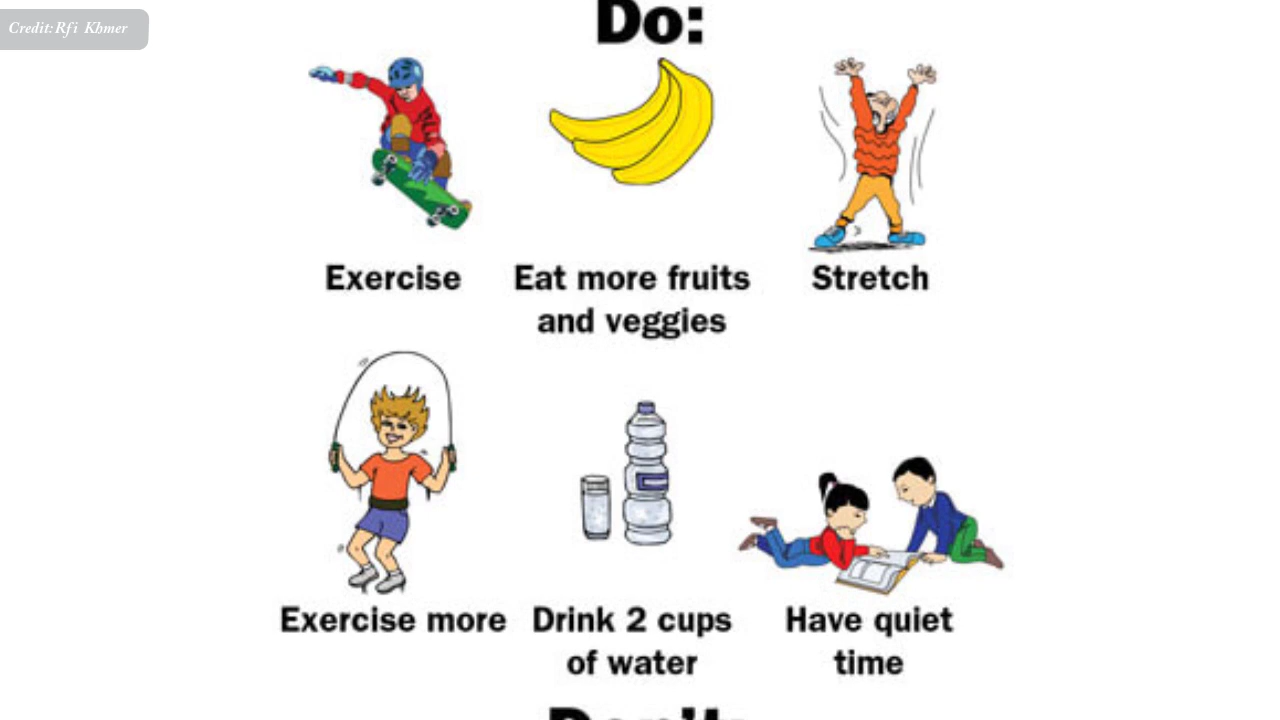 Credit:Rfi Khmer
Do:
Exercise
Eat more fruits
and veggies
Stretch
Exercise more
Drink 2 cups
of water
Have quiet
time